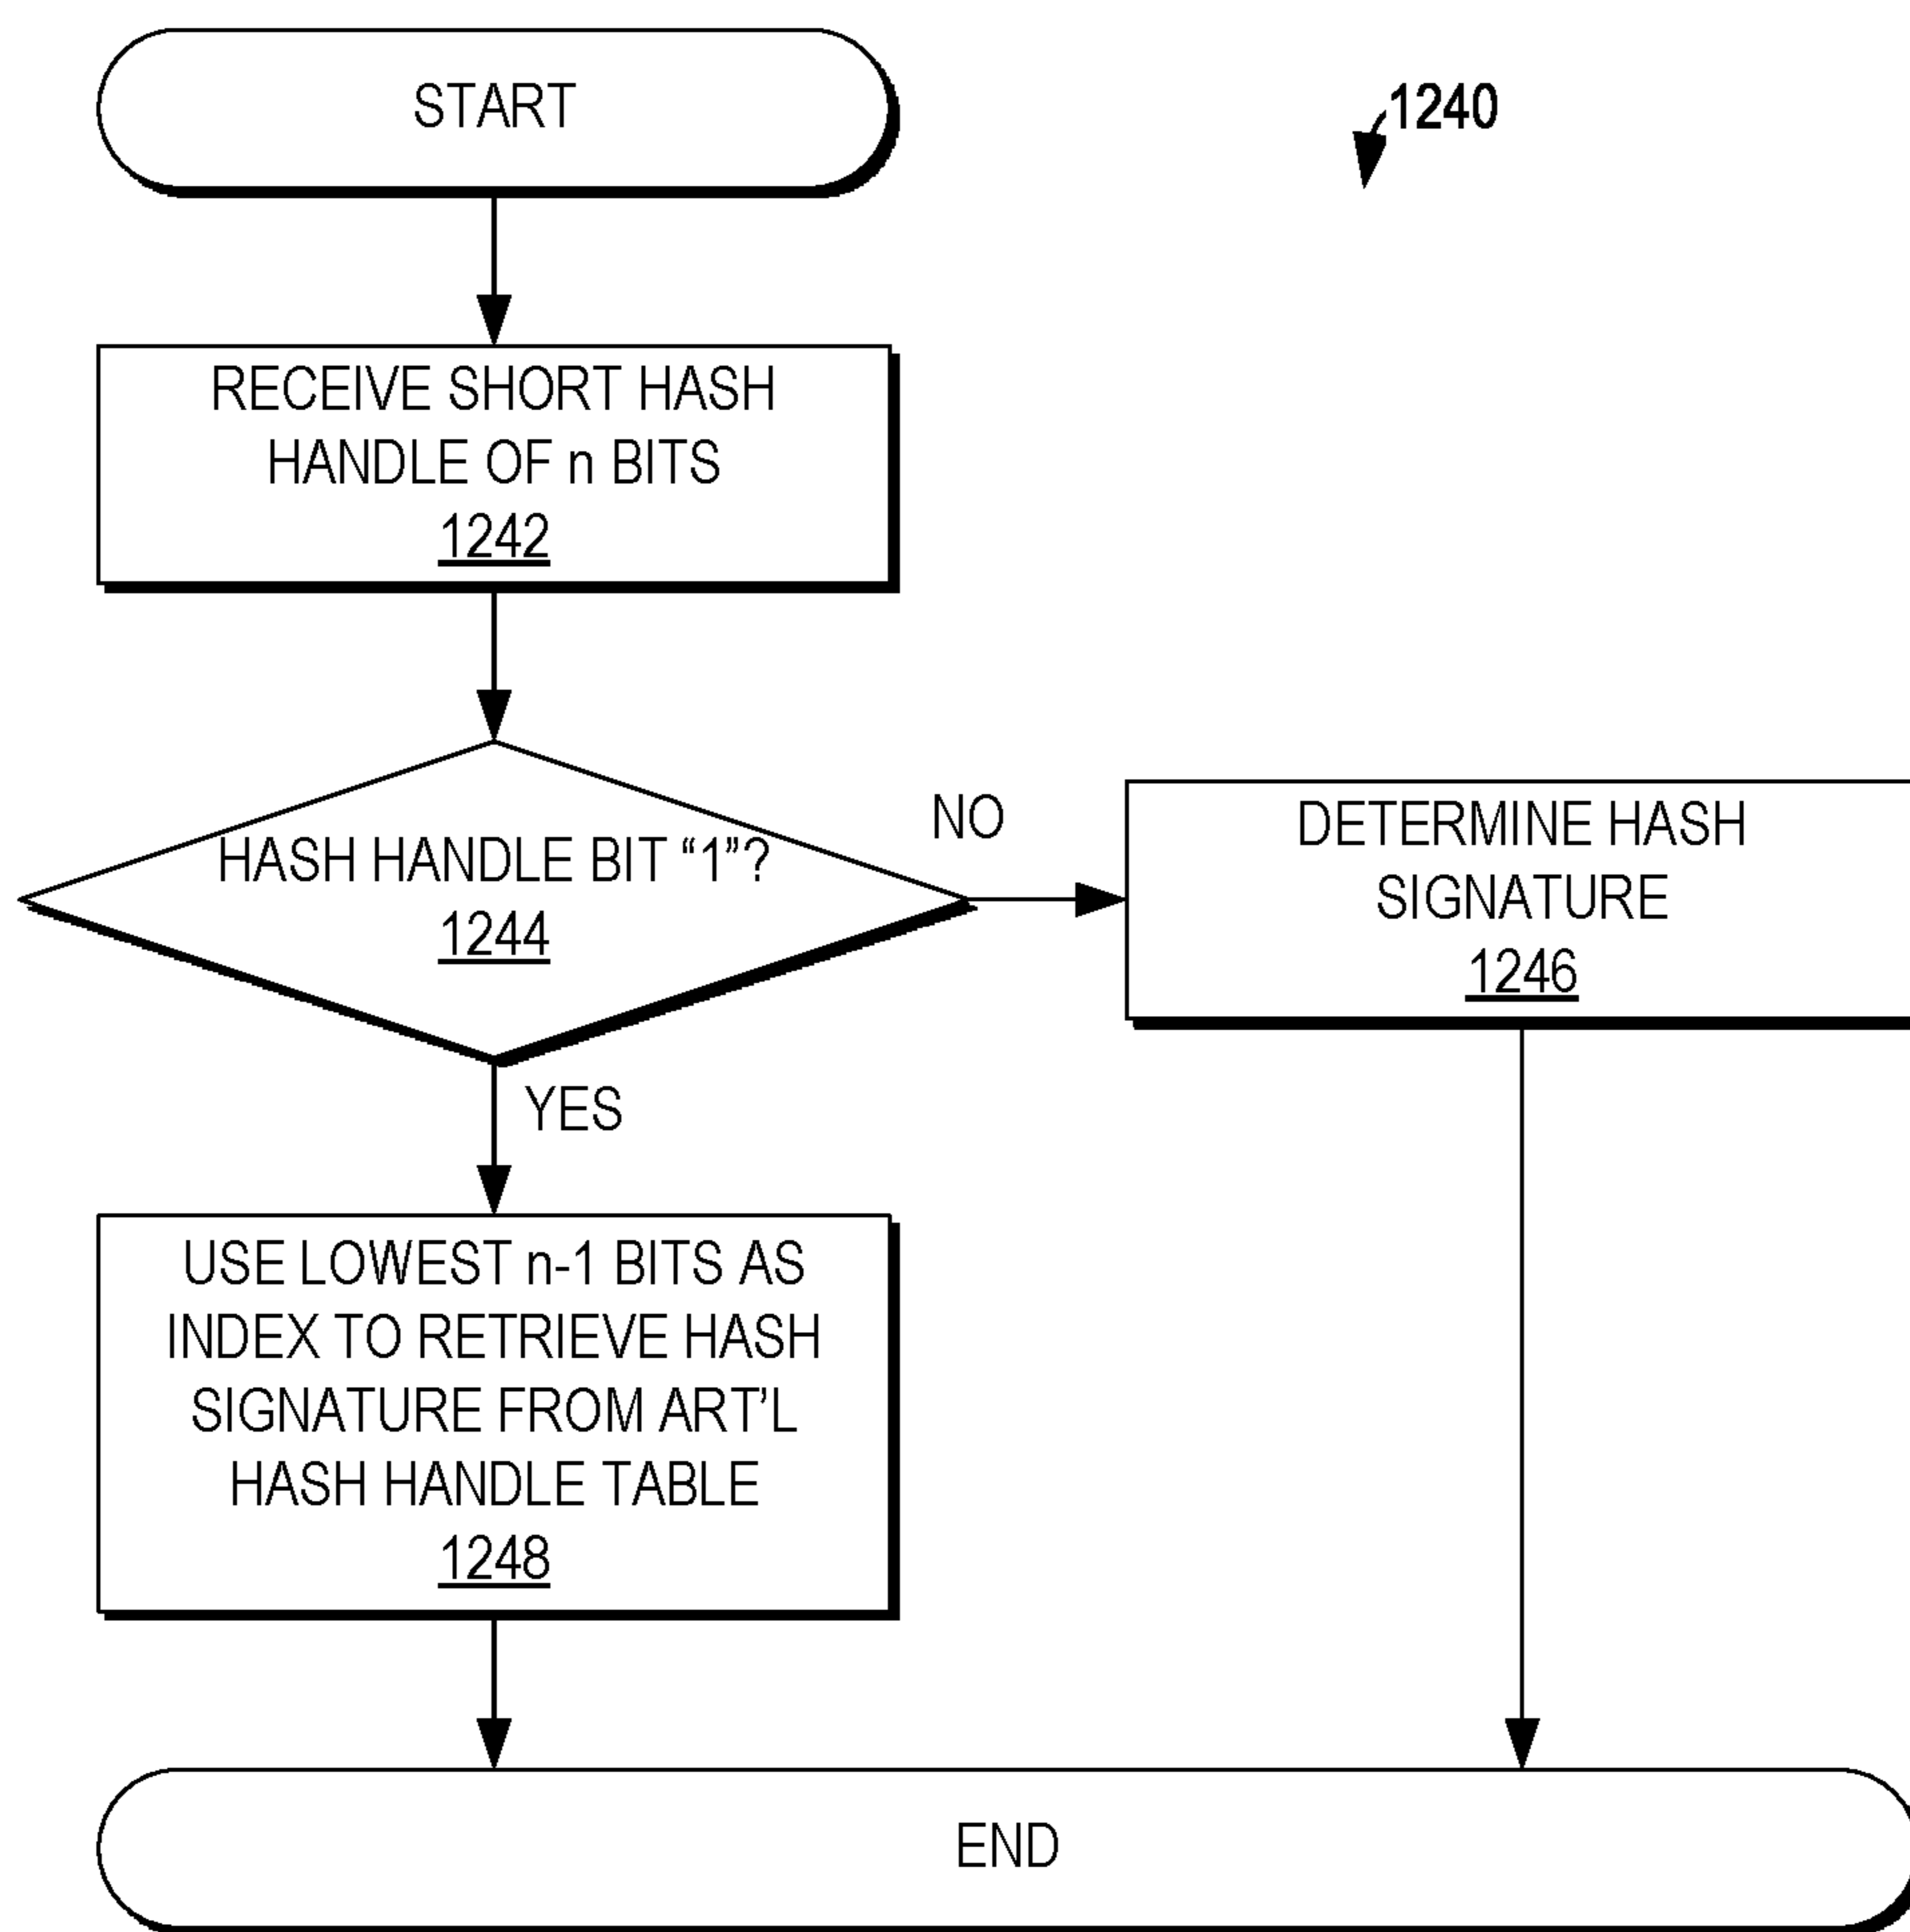 START
1240
RECEIVE SHORT HASH
HANDLE OF n BITS
1242
HASH HANDLE BIT “1”?
1244
NO
DETERMINE HASH
SIGNATURE
1246
YES
USE LOWEST n-1 BITS AS
INDEX TO RETRIEVE HASH
SIGNATURE FROM ART’L
HASH HANDLE TABLE
1248
END